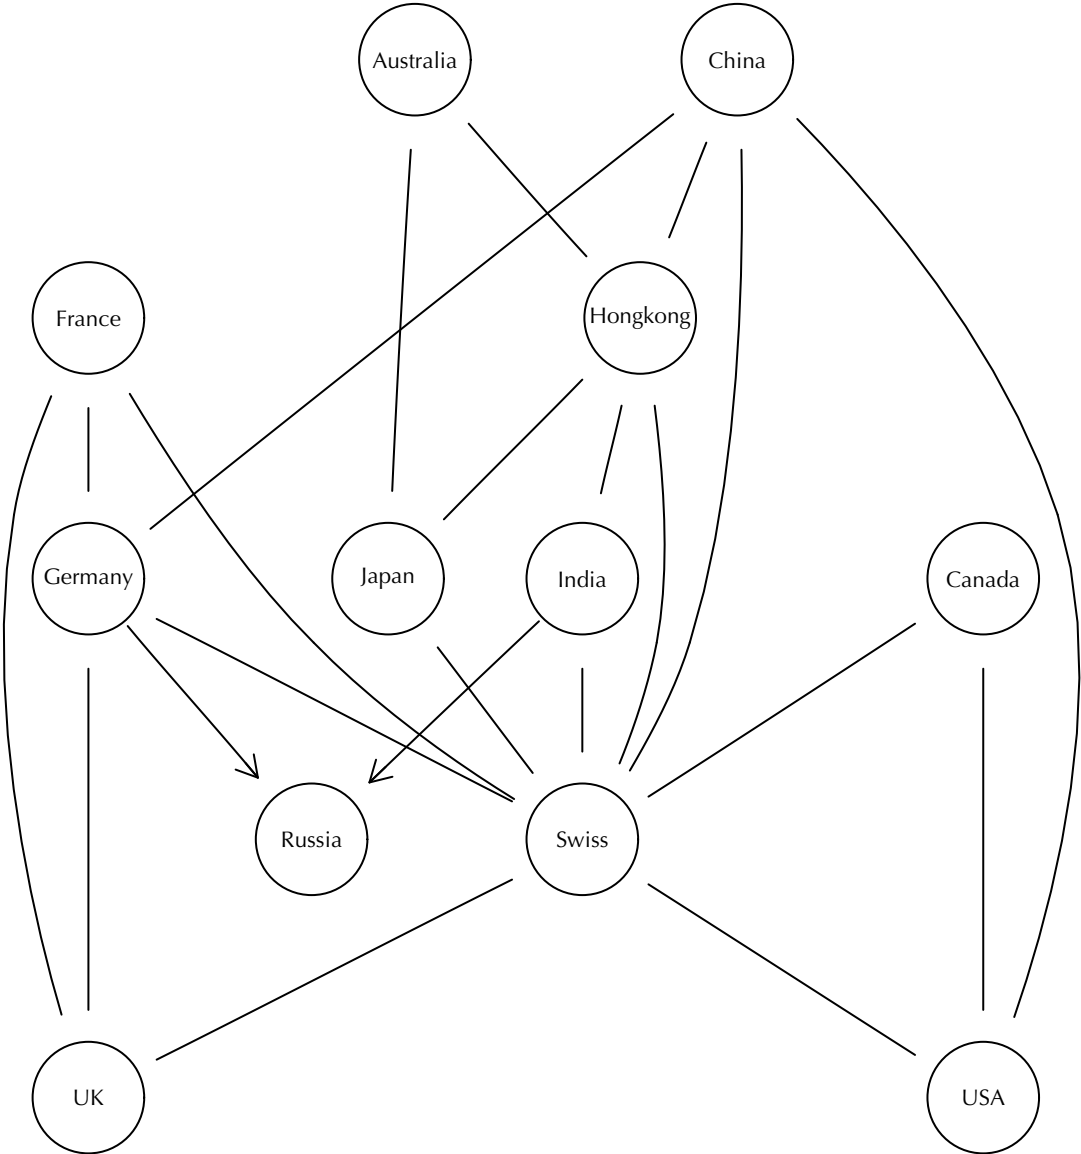 Australia
China
France
Hongkong
Germany
Japan
India
Canada
Russia
Swiss
UK
USA